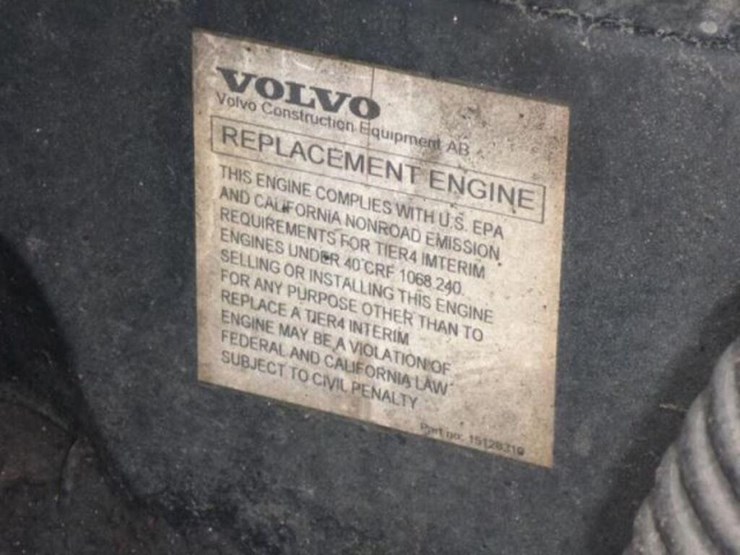 VOLVO
Volvo Construction Equipment AB
REPLACEMENT ENGINE
THIS ENGINE COMPLIES WITH U.S. EPA
AND CALIFORNIA NONROAD EMISSION
REQUIREMENTS FOR TIER4 IMTERIM
ENGINES UNDER 40 CRF 1068.240.
SELLING OR INSTALLING THIS ENGINE
FOR ANY PURPOSE OTHER THAN TO
REPLACE A TIER4 INTERIM
ENGINE MAY BE A VIOLATION OF
FEDERAL AND CALIFORNIA LAW
SUBJECT TO CIVIL PENALTY
Part no: